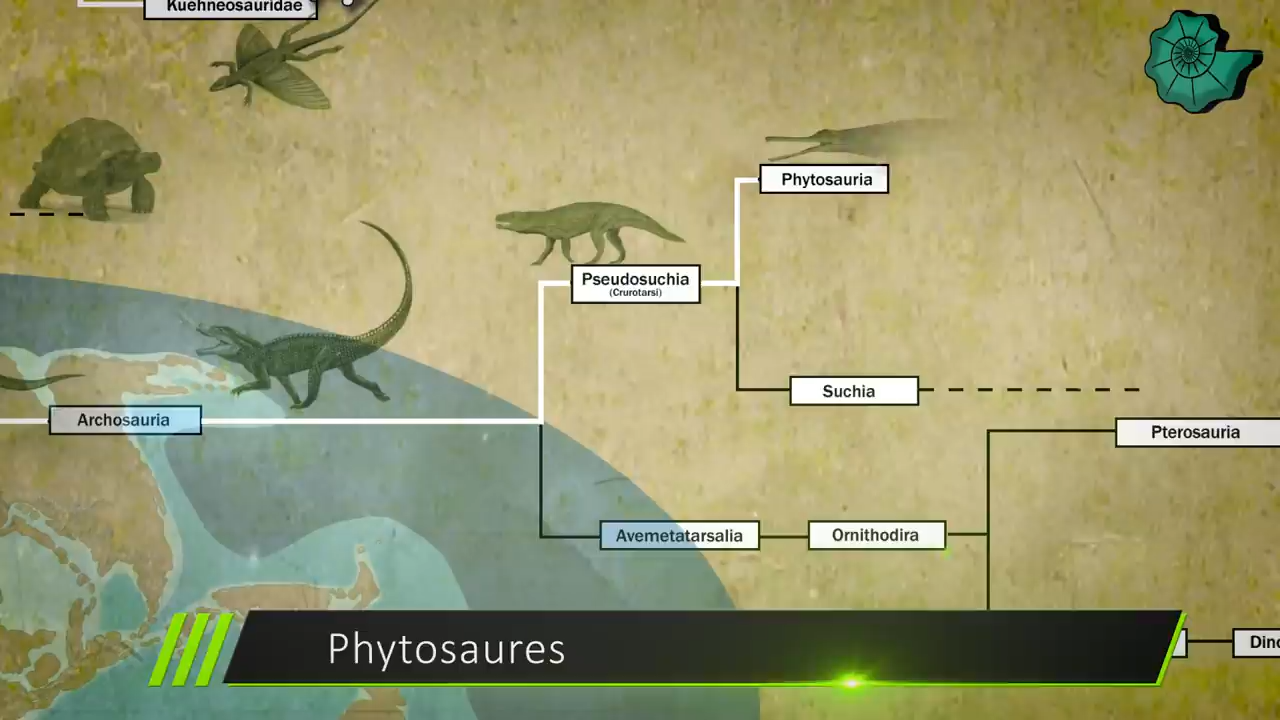 Kuehneosauridae
Phytosauria
Pseudosuchia
(Crurotarsi)
Suchia
Archosauria
Pterosauria
Avemetatarsalia
Ornithodira
Phytosaures